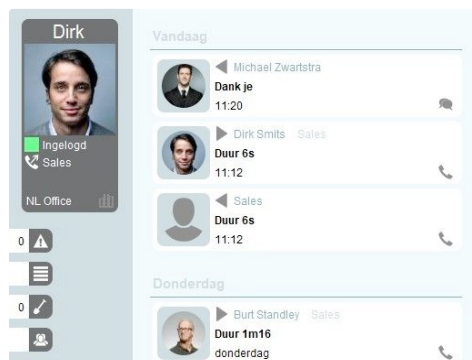 Dirk
Ingelogd
Sales
NL Office
0
0
Vandaag
Michael Zwartstra
Dank je
11:20
Dirk Smits Sales
Duur 6s
11:12
Sales
Duur 6s
11:12
Donderdag
Burt Standley Sales
Duur 1m16
donderdag